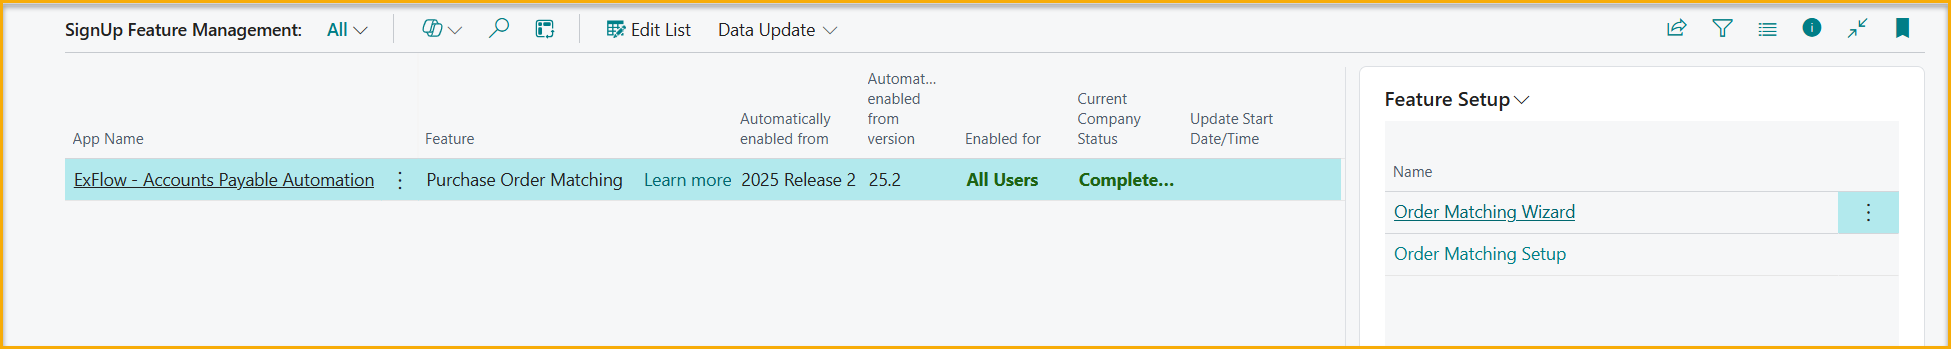 SignUp Feature Management: All Edit List Data Update
Feature Setup
Automat...
enabled
from
version
Automatically
enabled from
Current
Company
Status
Update Start
Date/Time
App Name Feature Enabled for
Name
ExFlow - Accounts Payable Automation Purchase Order Matching Learn more 2025 Release 2 25.2 All Users Complete...
Order Matching Wizard
Order Matching Setup